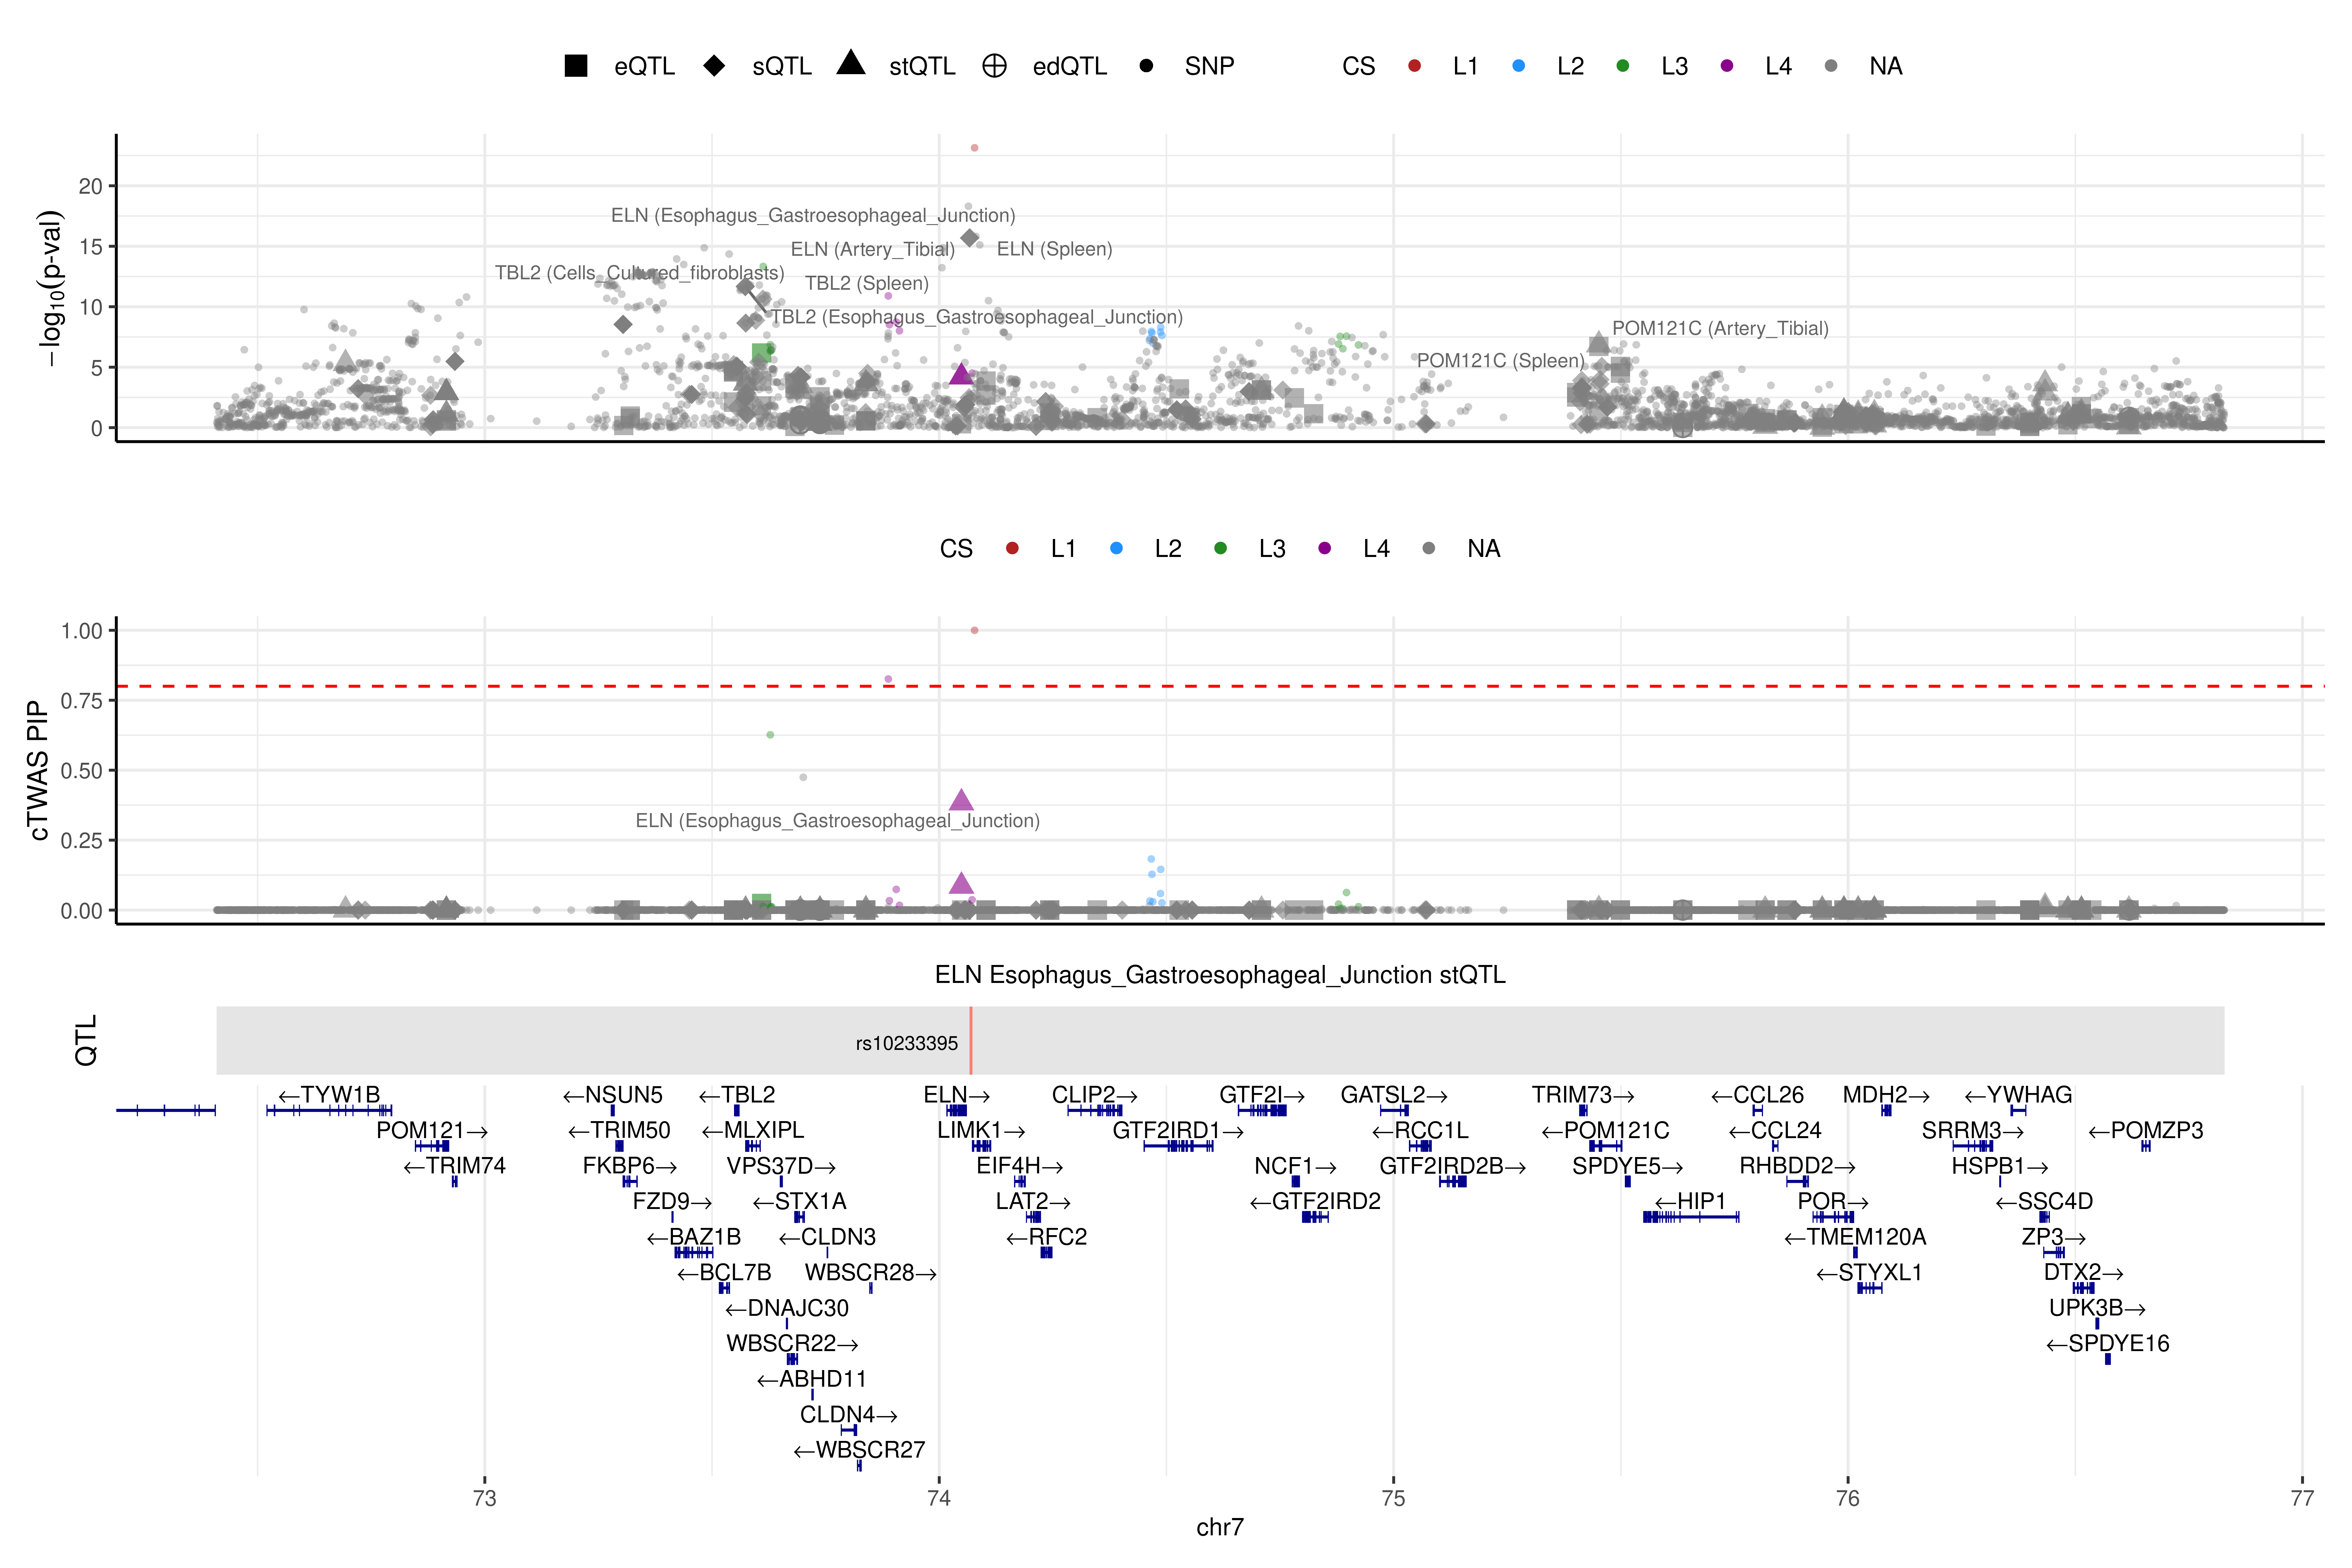 eQTL sQTL stQTL edQTL SNP CS L1 L2 L3 L4 NA
−log10(p-val)
20
15
10
5
0
ELN (Esophagus_Gastroesophageal_Junction)
ELN (Artery_Tibial) ELN (Spleen)
TBL2 (Cells_Cultured_fibroblasts)
TBL2 (Spleen)
TBL2 (Esophagus_Gastroesophageal_Junction)
POM121C (Artery_Tibial)
POM121C (Spleen)
CS L1 L2 L3 L4 NA
cTWAS PIP
1.00
0.75
0.50
0.25
0.00
ELN (Esophagus_Gastroesophageal_Junction)
ELN Esophagus_Gastroesophageal_Junction stQTL
QTL
rs10233395
←TYW1B ←NSUN5 ←TBL2 ELN→ CLIP2→ GTF2I→ GATSL2→ TRIM73→ ←CCL26 MDH2→ ←YWHAG
POM121→ ←TRIM50 ←MLXIPL LIMK1→ GTF2IRD1→ ←RCC1L ←POM121C ←CCL24 SRRM3→ ←POMZP3
←TRIM74 FKBP6→ VPS37D→ EIF4H→ NCF1→ GTF2IRD2B→ SPDYE5→ RHBDD2→ HSPB1→
FZD9→ ←STX1A LAT2→ ←GTF2IRD2 ←HIP1 POR→ ←SSC4D
←BAZ1B ←CLDN3 ←RFC2 ←TMEM120A ZP3→
←BCL7B WBSCR28→ ←STYXL1 DTX2→
←DNAJC30 UPK3B→
WBSCR22→ ←SPDYE16
←ABHD11
CLDN4→
←WBSCR27
73 74 75 76 77
chr7